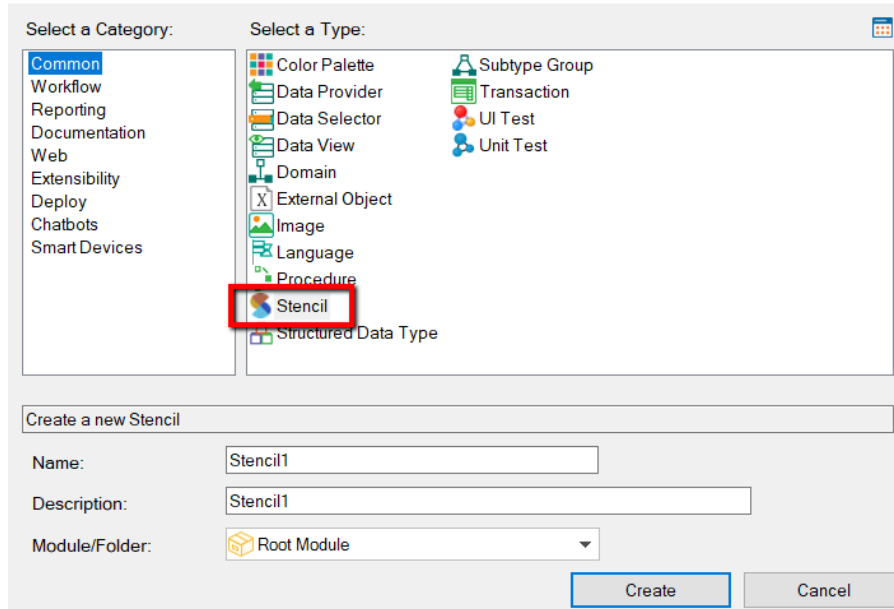 Select a Category:
Select a Type:
Common
Workflow
Reporting
Documentation
Web
Extensibility
Deploy
Chatbots
Smart Devices
Color Palette
Data Provider
Data Selector
Data View
Domain
External Object
Image
Language
Procedure
Stencil
Structured Data Type
Subtype Group
Transaction
UI Test
Unit Test
Create a new Stencil
Name:
Stencil1
Description:
Stencil1
Module/Folder:
Root Module
Create
Cancel